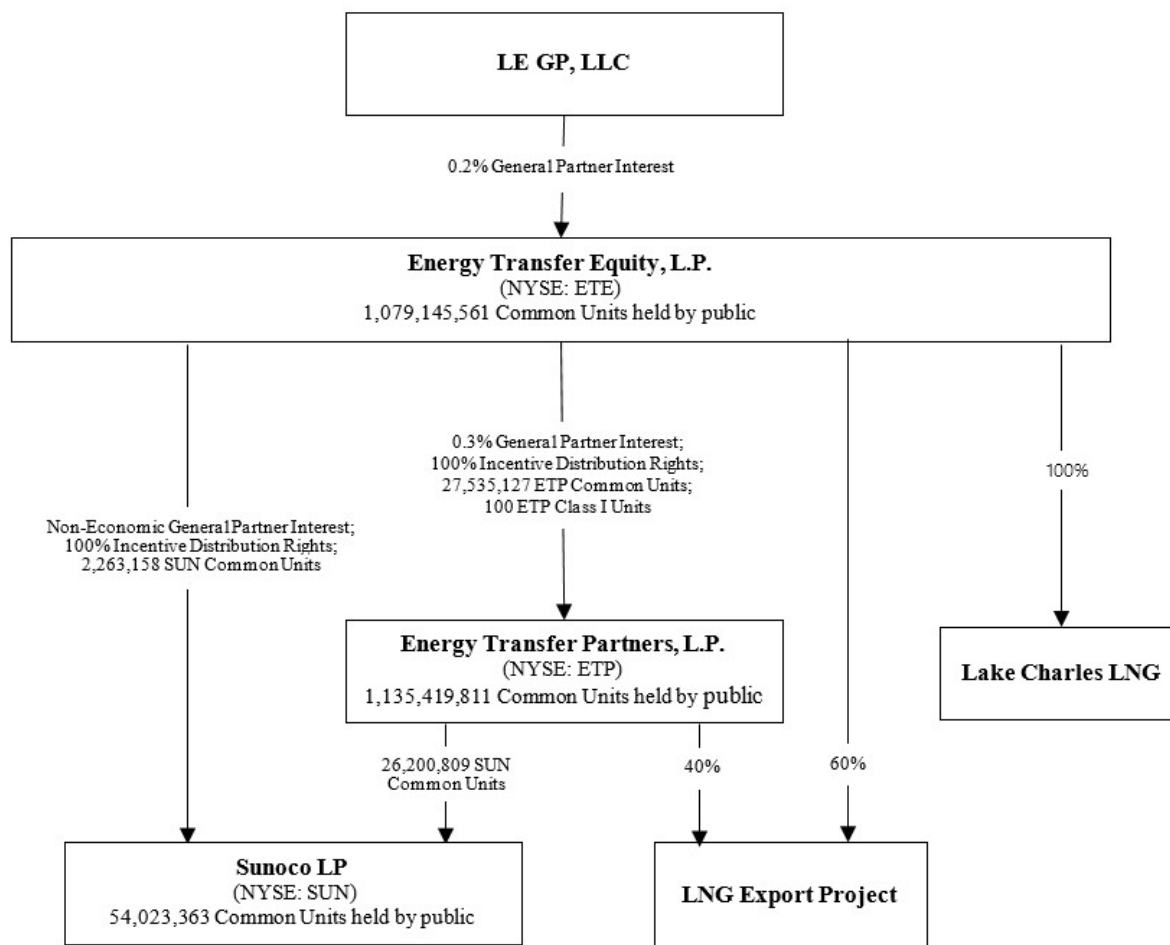 LE GP, LLC
0.2% General Partner Interest
Energy Transfer Equity, L.P.
(NYSE: ETE)
1,079,145,561 Common Units held by public
0.3% General Partner Interest;
100% Incentive Distribution Rights;
27,535,127 ETP Common Units;
100 ETP Class I Units
100%
Non-Economic General Partner Interest;
100% Incentive Distribution Rights;
2,263,158 SUN Common Units
Energy Transfer Partners, L.P.
(NYSE: ETP)
1,135,419,811 Common Units held by public
Lake Charles LNG
26,200,809 SUN
Common Units
40%
60%
Sunoco LP
(NYSE: SUN)
54,023,363 Common Units held by public
LNG Export Project